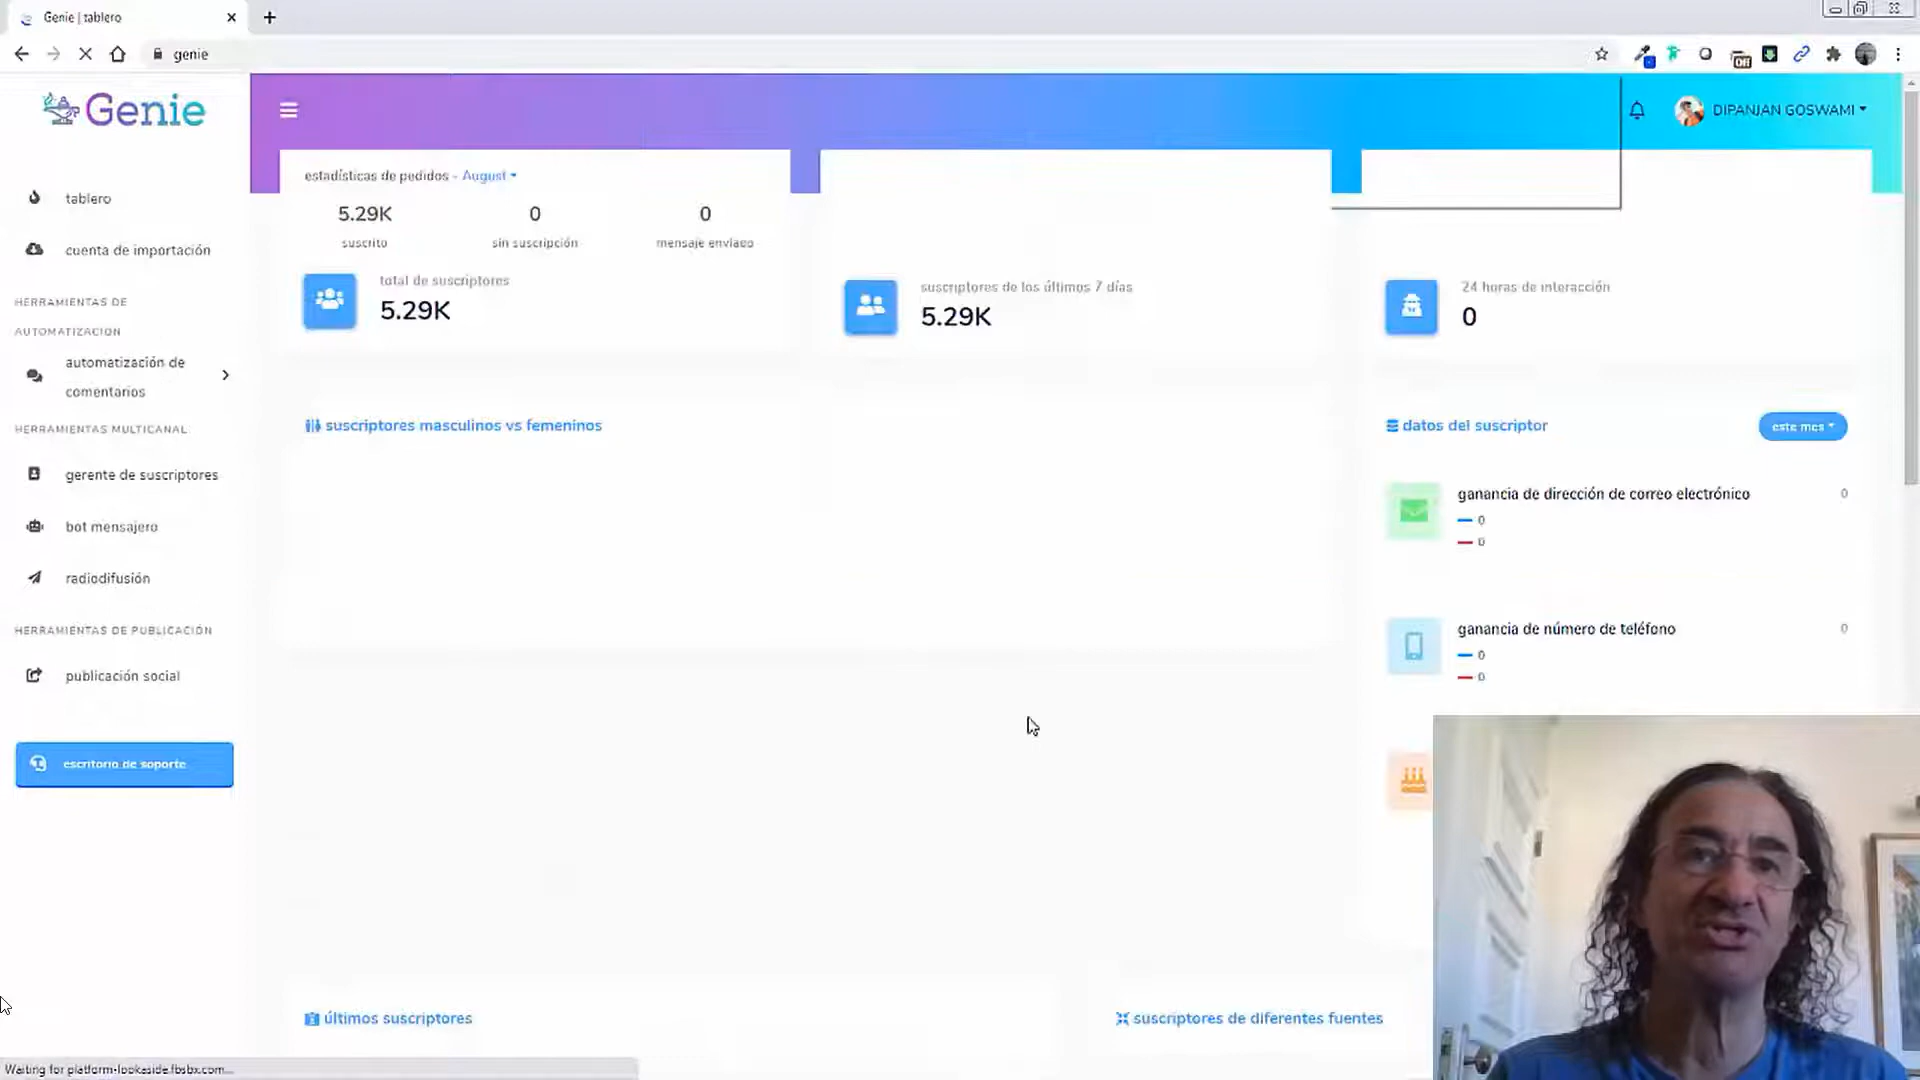 Genie | tablero
genie
Genie
DIPANJAN GOSWAMI
tablero
cuenta de importación
HERRAMIENTAS DE
AUTOMATIZACION
automatización de
comentarios
HERRAMIENTAS MULTICANAL
gerente de suscriptores
bot mensajero
radiodifusión
HERRAMIENTAS DE PUBLICACIÓN
publicación social
escritorio de soporte
estadísticas de pedidos - August
5.29K
0
0
suscrito
sin suscripción
mensaje enviado
total de suscriptores
5.29K
suscriptores de los últimos 7 días
5.29K
24 horas de interacción
0
suscriptores masculinos vs femeninos
datos del suscriptor
este mes
ganancia de dirección de correo electrónico
0
0
0
ganancia de número de teléfono
0
0
0
últimos suscriptores
suscriptores de diferentes fuentes
Waiting for platform-lookaside.fbsbx.com...
Off